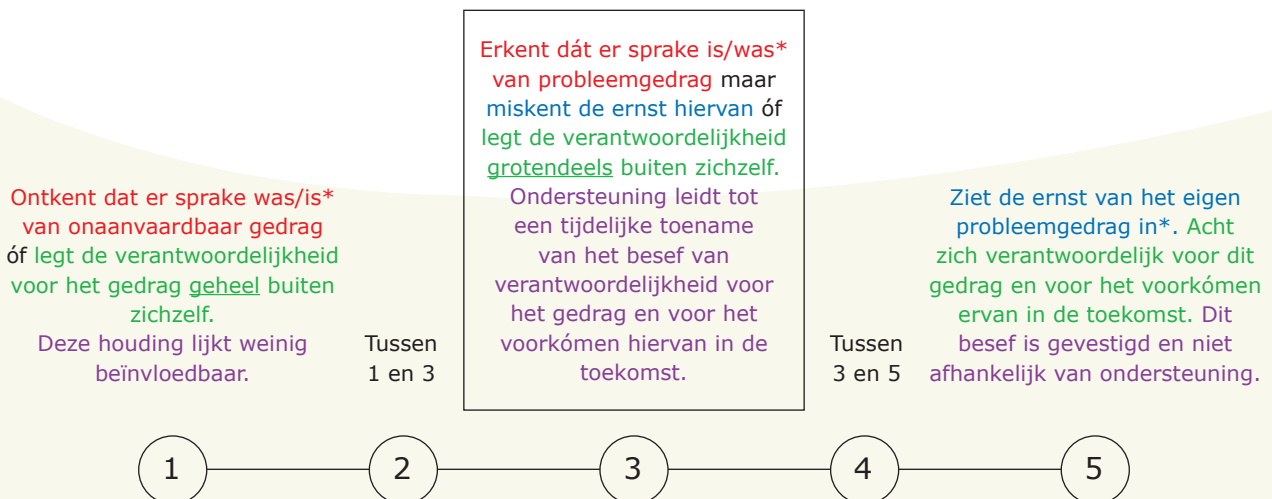 Ontkent dat er sprake was/is*
van onaanvaardbaar gedrag
óf legt de verantwoordelijkheid
voor het gedrag geheel buiten
zichzelf.
Deze houding lijkt weinig
beïnvloedbaar.
Tussen
1 en 3
Erkent dát er sprake is/was*
van probleemgedrag maar
miskent de ernst hiervan óf
legt de verantwoordelijkheid
grotendeels buiten zichzelf.
Ondersteuning leidt tot
een tijdelijke toename
van het besef van
verantwoordelijkheid voor
het gedrag en voor het
voorkómen hiervan in de
toekomst.
Tussen
3 en 5
Ziet de ernst van het eigen
probleemgedrag in*. Acht
zich verantwoordelijk voor dit
gedrag en voor het voorkómen
ervan in de toekomst. Dit
besef is gevestigd en niet
afhankelijk van ondersteuning.
1 2 3 4 5